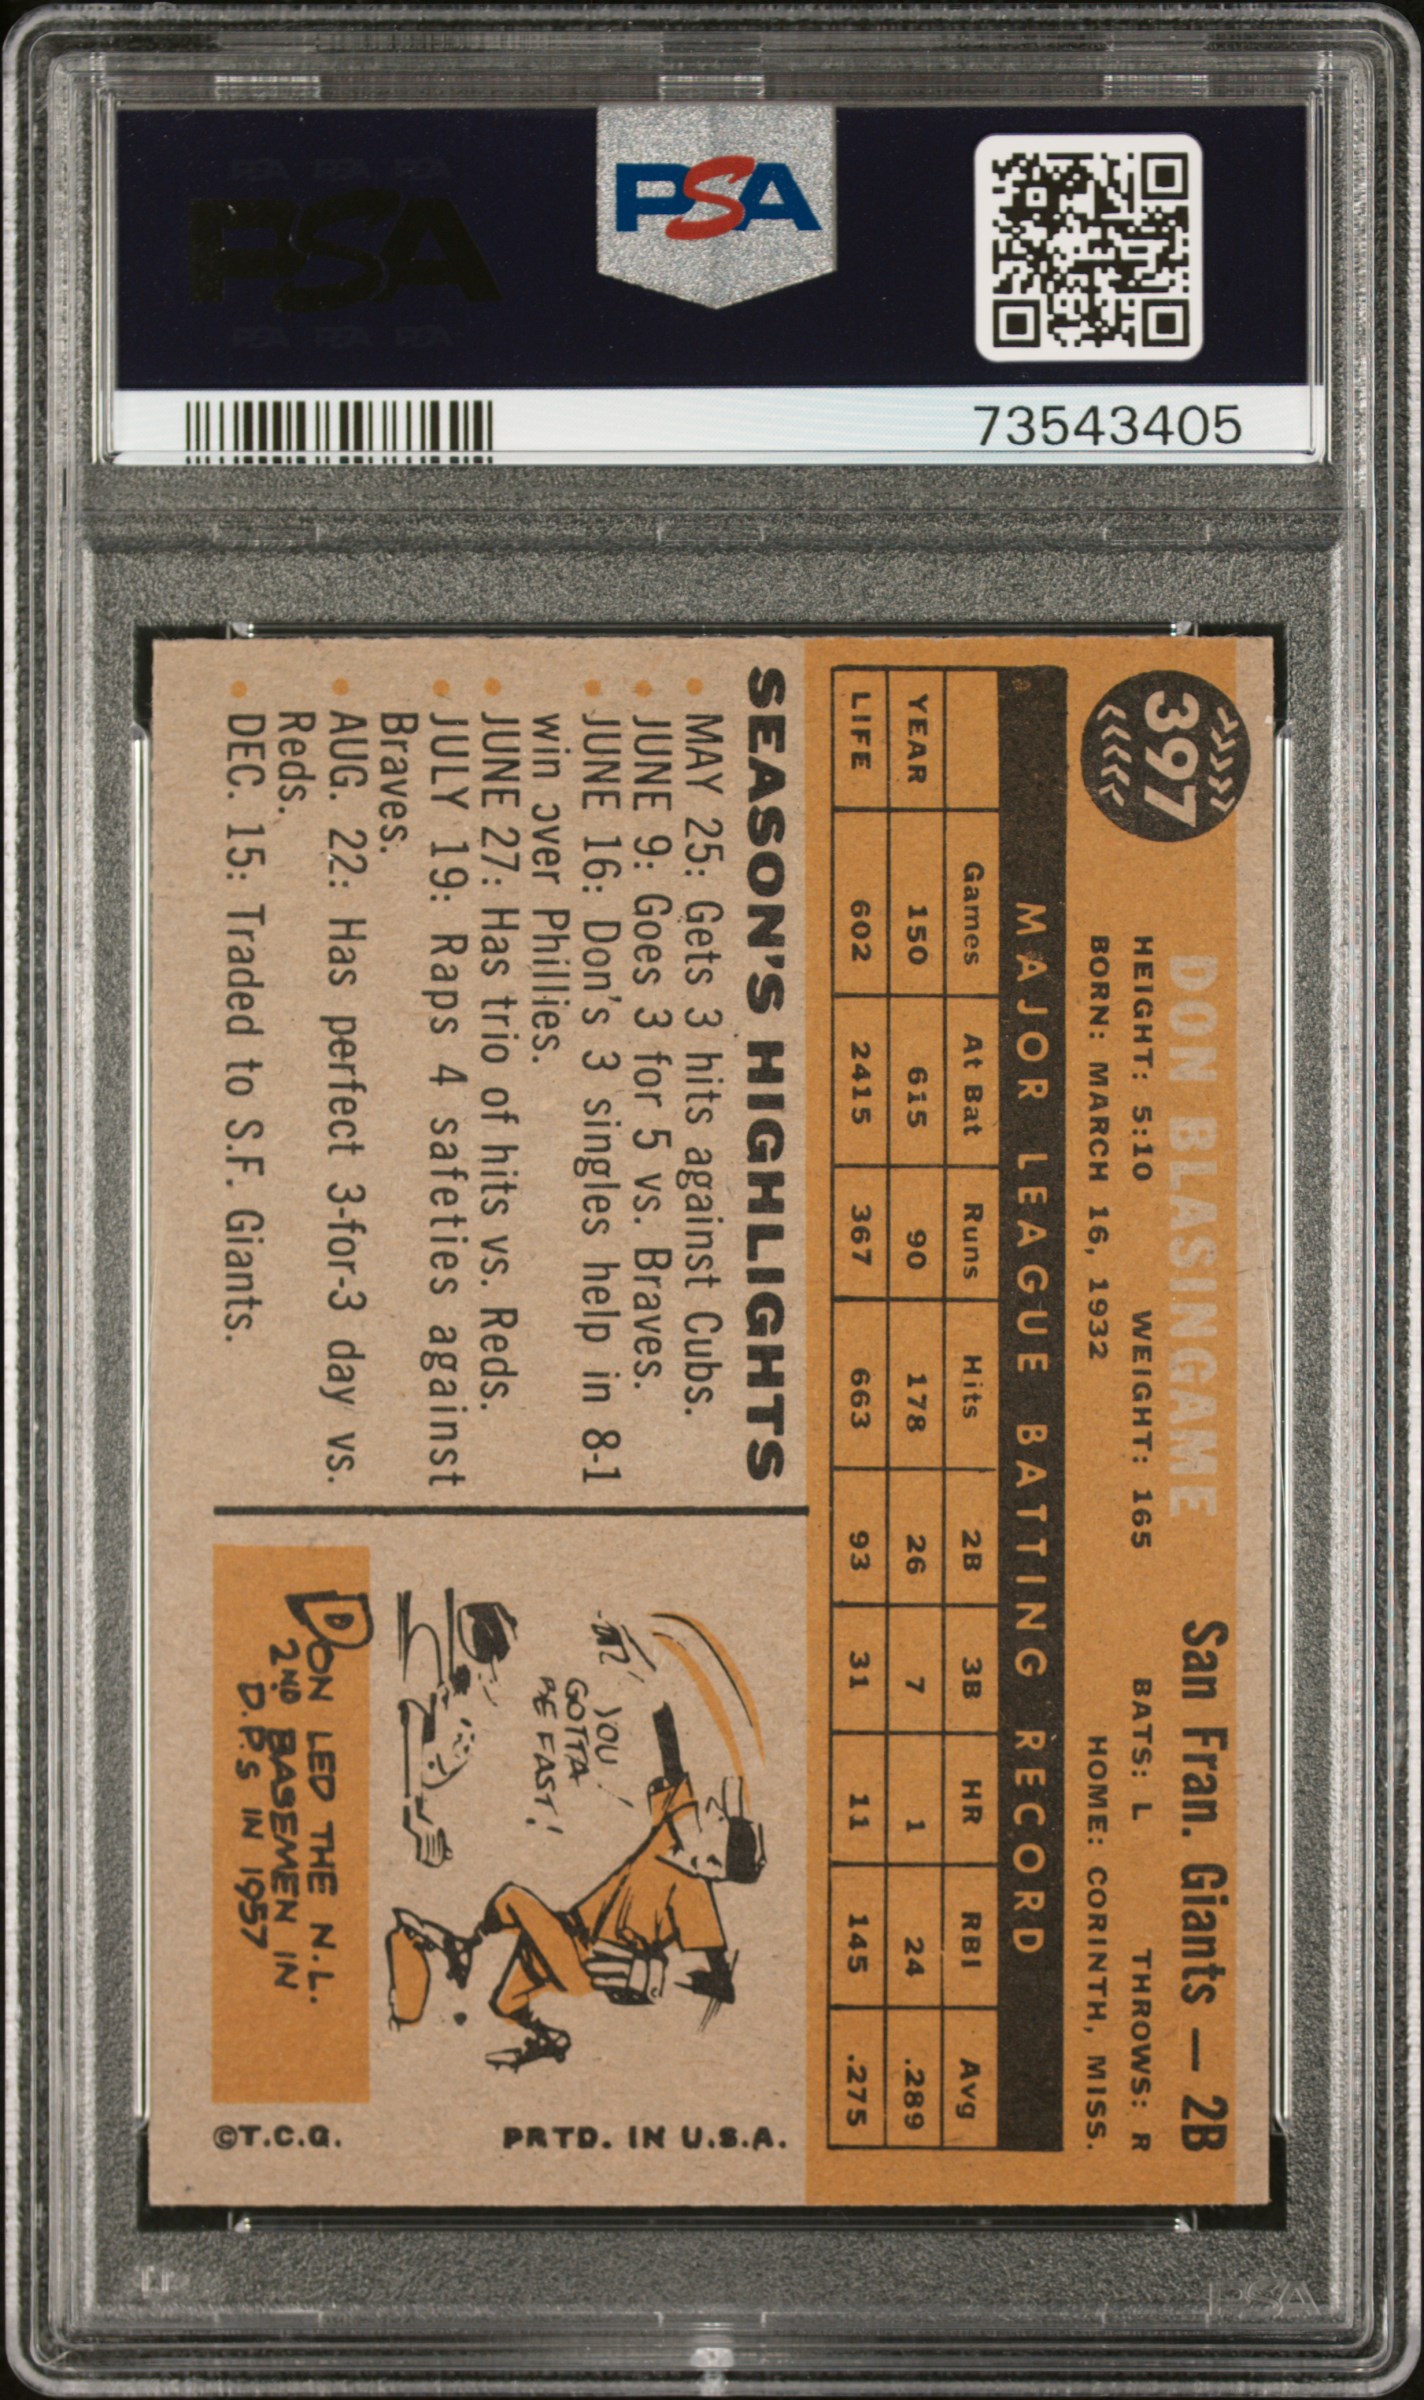 PSA
PSA
73543405
397
DON BLASINGAME
San Fran. Giants — 2B
HEIGHT: 5:10 WEIGHT: 165 BATS: L THROWS: R
BORN: MARCH 16, 1932 HOME: CORINTH, MISS.
MAJOR LEAGUE BATTING RECORD
Games At Bat Runs Hits 2B 3B HR RBI Avg
YEAR 150 615 90 178 26 7 1 24 .289
LIFE 602 2415 367 663 93 31 11 145 .275
SEASON'S HIGHLIGHTS
• MAY 25: Gets 3 hits against Cubs.
• JUNE 9: Goes 3 for 5 vs. Braves.
• JUNE 16: Don's 3 singles help in 8-1
win over Phillies.
• JUNE 27: Has trio of hits vs. Reds.
• JULY 19: Raps 4 safeties against
Braves.
• AUG. 22: Has perfect 3-for-3 day vs.
Reds.
• DEC. 15: Traded to S.F. Giants.
YOU
GOTTA
BE FAST!
DON LED THE N.L.
2ND BASEMEN IN
D.P.S IN 1957
PRTD. IN U.S.A.
©T.C.G.
PSA